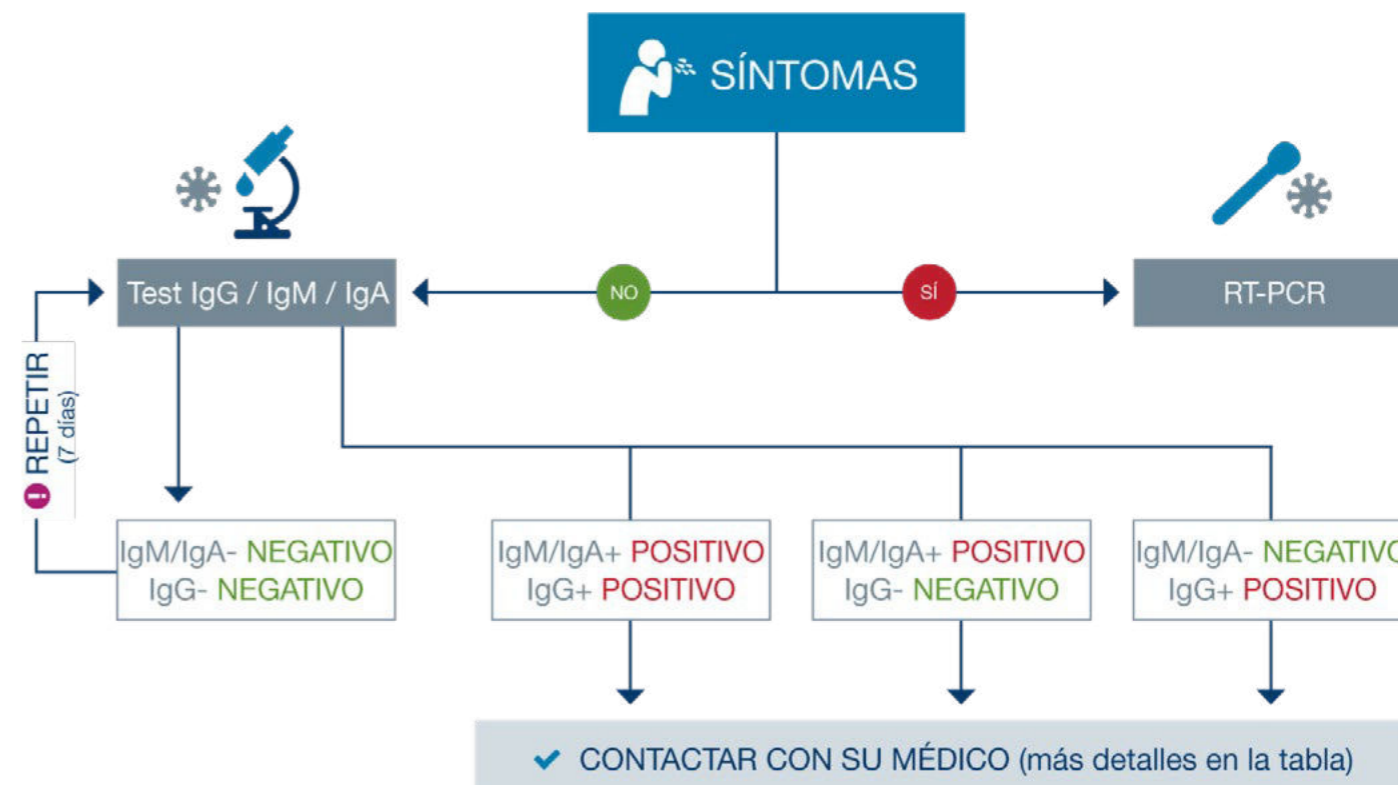 SÍNTOMAS
Test IgG / IgM / IgA
NO
SÍ
RT-PCR
! REPETIR
(7 días)
IgM/IgA- NEGATIVO
IgG- NEGATIVO
IgM/IgA+ POSITIVO
IgG+ POSITIVO
IgM/IgA+ POSITIVO
IgG- NEGATIVO
IgM/IgA- NEGATIVO
IgG+ POSITIVO
CONTACTAR CON SU MÉDICO (más detalles en la tabla)